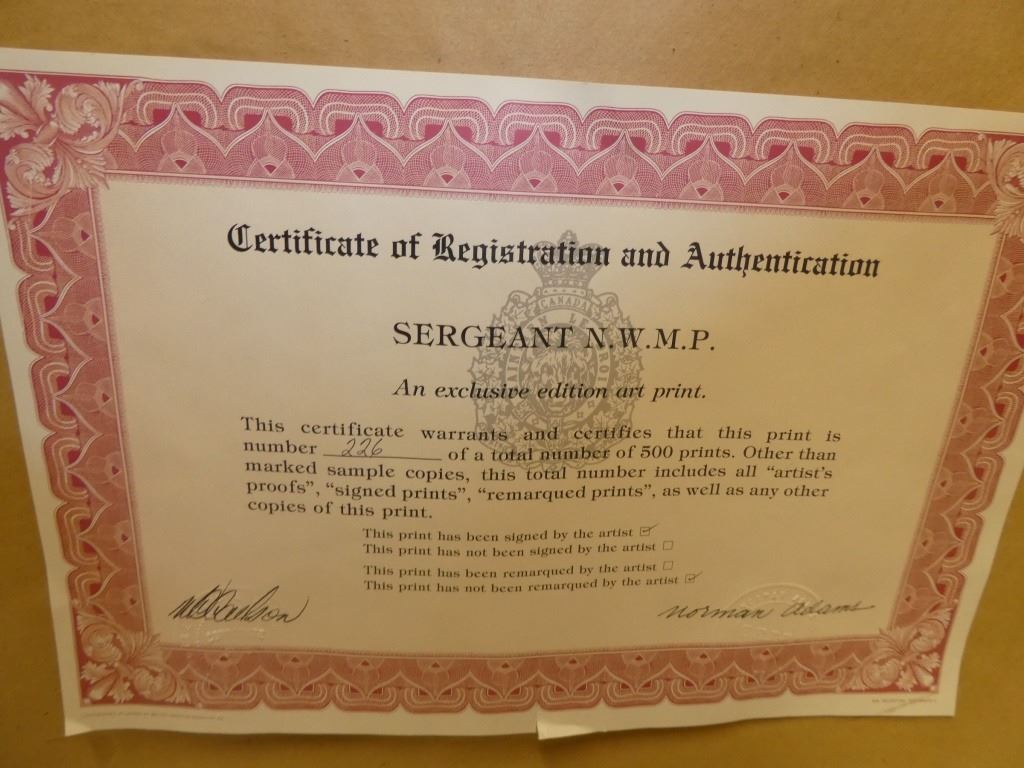 Certificate of Registration and Authentication
CANADA
SERGEANT N.W.M.P.
An exclusive edition art print.
This certificate warrants and certifies that this print is
number 226 of a total number of 500 prints. Other than
marked sample copies, this total number includes all “artist's
proofs”, “signed prints”, “remarqued prints”, as well as any other
copies of this print.
This print has been signed by the artist ☑
This print has not been signed by the artist ☐
This print has been remarqued by the artist ☐
This print has not been remarqued by the artist ☑
norman adams